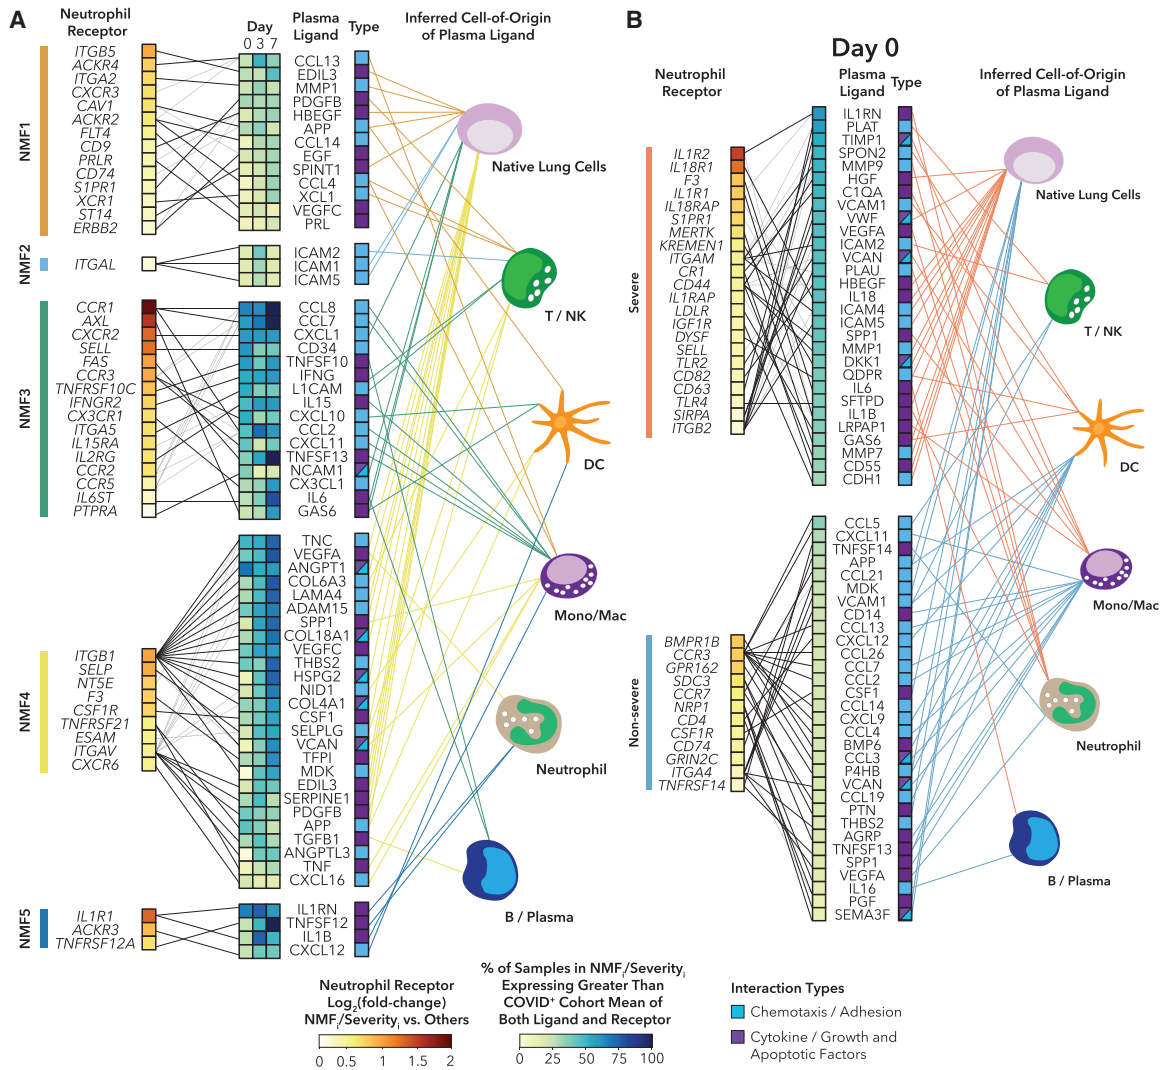 A
Neutrophil
Receptor
Day
0 3 7
Plasma
Ligand
Type
Inferred Cell-of-Origin
of Plasma Ligand
NMF1
ITGB5
ACKR4
ITGA2
CXCR3
CAV1
ACKR2
FLT4
CD9
PRLR
CD74
S1PR1
XCR1
ST14
ERBB2
CCL13
EDIL3
MMP1
PDGFB
HBEGF
APP
CCL14
EGF
SPINT1
CCL4
XCL1
VEGFC
PRL
NMF2
ITGAL
ICAM2
ICAM1
ICAM5
NMF3
CCR1
AXL
CXCR2
SELL
FAS
CCR3
TNFRSF10C
IFNGR2
CX3CR1
ITGA5
IL15RA
IL2RG
CCR2
CCR5
IL6ST
PTPRA
CCL8
CCL7
CXCL1
CD34
TNFSF10
IFNG
L1CAM
IL15
CXCL10
CCL2
CXCL11
TNFSF13
NCAM1
CX3CL1
IL6
GAS6
NMF4
ITGB1
SELP
NT5E
F3
CSF1R
TNFRSF21
ESAM
ITGAV
CXCR6
TNC
VEGFA
ANGPT1
COL6A3
LAMA4
ADAM15
SPP1
COL18A1
VEGFC
THBS2
HSPG2
NID1
COL4A1
CSF1
SELPLG
VCAN
TFPI
MDK
EDIL3
SERPINE1
PDGFB
APP
TGFB1
ANGPTL3
TNF
CXCL16
NMF5
IL1R1
ACKR3
TNFRSF12A
IL1RN
TNFSF12
IL1B
CXCL12
Native Lung Cells
T / NK
DC
Mono/Mac
Neutrophil
B / Plasma
B
Day 0
Neutrophil
Receptor
Plasma
Ligand
Type
Inferred Cell-of-Origin
of Plasma Ligand
Severe
IL1R2
IL18R1
F3
IL1R1
IL18RAP
S1PR1
MERTK
KREMEN1
ITGAM
CR1
CD44
IL1RAP
LDLR
IGF1R
DYSF
SELL
TLR2
CD82
CD63
TLR4
SIRPA
ITGB2
IL1RN
PLAT
TIMP1
SPON2
MMP9
HGF
C1QA
VCAM1
VWF
VEGFA
ICAM2
VCAN
PLAU
HBEGF
IL18
ICAM4
ICAM5
SPP1
MMP1
DKK1
QDPR
IL6
SFTPD
IL1B
LRPAP1
GAS6
MMP7
CD55
CDH1
Non-severe
BMPR1B
CCR3
GPR162
SDC3
CCR7
NRP1
CD4
CSF1R
CD74
GRIN2C
ITGA4
TNFRSF14
CCL5
CXCL11
TNFSF14
APP
CCL21
MDK
VCAM1
CD14
CCL13
CXCL12
CCL26
CCL7
CCL2
CSF1
CCL14
CXCL9
CCL4
BMP6
CCL3
P4HB
VCAN
CCL19
PTN
THBS2
AGRP
TNFSF13
SPP1
VEGFA
IL16
PGF
SEMA3F
Native Lung Cells
T / NK
DC
Mono/Mac
Neutrophil
B / Plasma
Neutrophil Receptor
Log2(fold-change)
NMFi/Severityi vs. Others
0 0.5 1 1.5 2
% of Samples in NMFi/Severityi
Expressing Greater Than
COVID+ Cohort Mean of
Both Ligand and Receptor
0 25 50 75 100
Interaction Types
Chemotaxis / Adhesion
Cytokine / Growth and
Apoptotic Factors